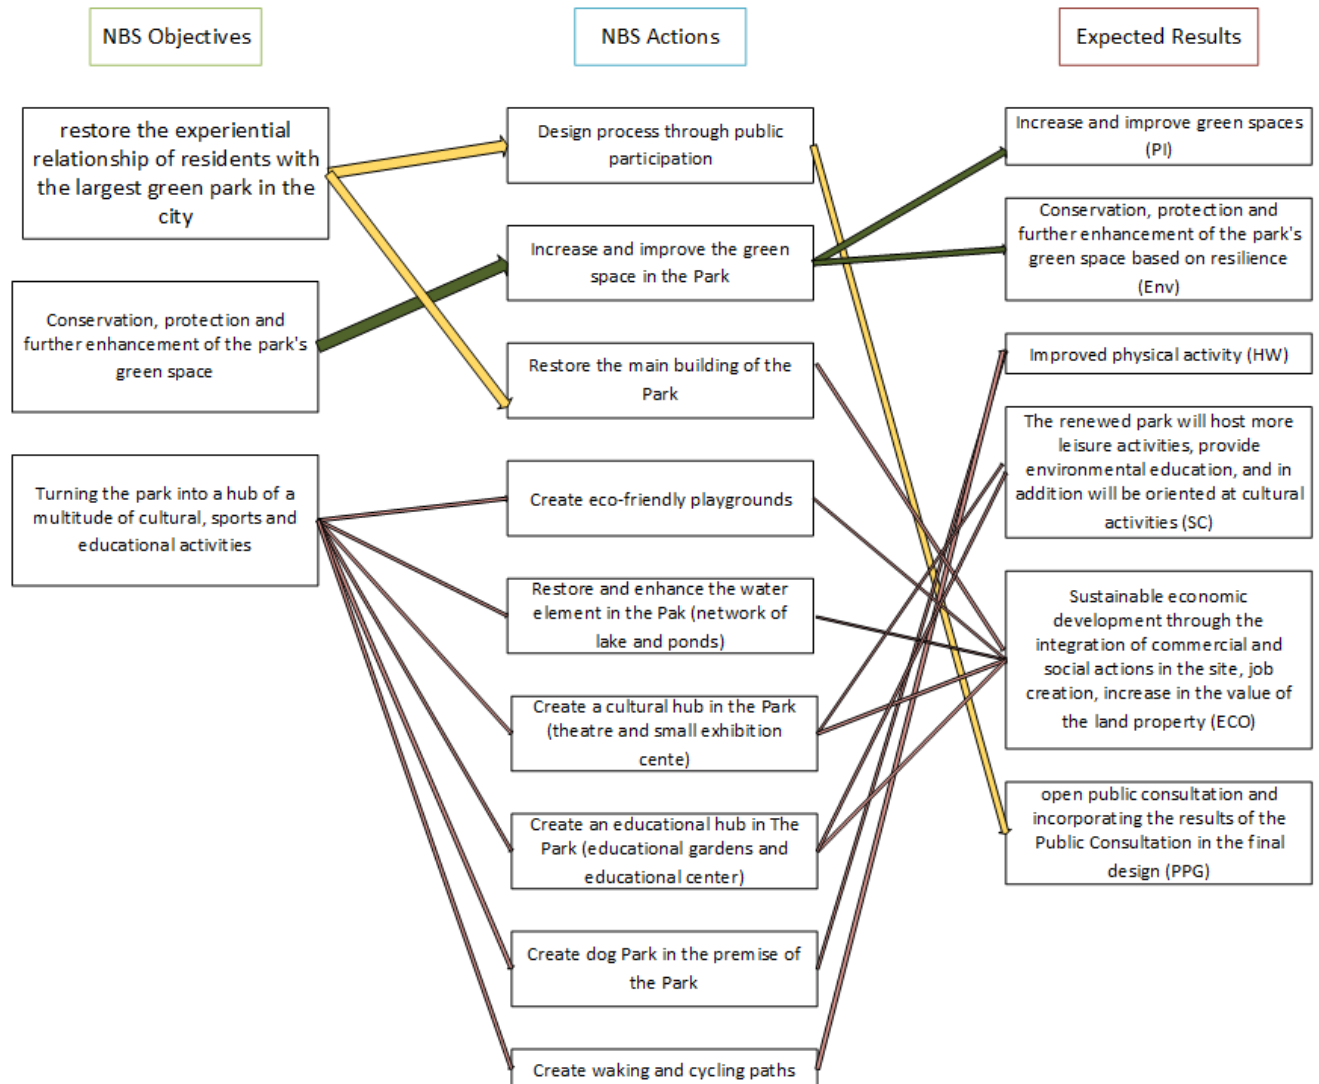 NBS Objectives
NBS Actions
Expected Results
restore the experiential
relationship of residents with
the largest green park in the
city
Conservation, protection and
further enhancement of the park's
green space
Turning the park into a hub of a
multitude of cultural, sports and
educational activities
Design process through public
participation
Increase and improve the green
space in the Park
Restore the main building of the
Park
Create eco-friendly playgrounds
Restore and enhance the water
element in the Pak (network of
lake and ponds)
Create a cultural hub in the Park
(theatre and small exhibition
cente)
Create an educational hub in The
Park (educational gardens and
educational center)
Create dog Park in the premise of
the Park
Create waking and cycling paths
Increase and improve green spaces
(PI)
Conservation, protection and
further enhancement of the park's
green space based on resilience
(Env)
Improved physical activity (HW)
The renewed park will host more
leisure activities, provide
environmental education, and in
addition will be oriented at cultural
activities (SC)
Sustainable economic
development through the
integration of commercial and
social actions in the site, job
creation, increase in the value of
the land property (ECO)
open public consultation and
incorporating the results of the
Public Consultation in the final
design (PPG)